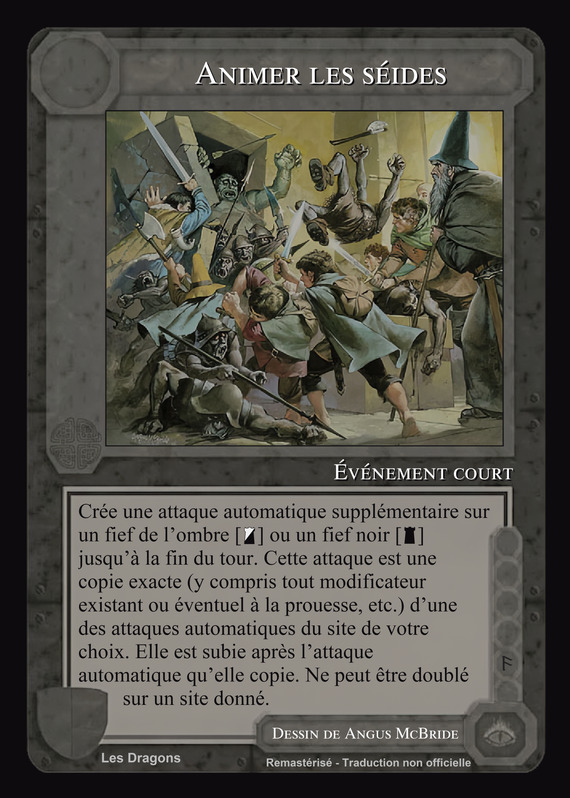 Animer les séides
Événement court
Crée une attaque automatique supplémentaire sur
un fief de l'ombre [ ] ou un fief noir [ ]
jusqu'à la fin du tour. Cette attaque est une
copie exacte (y compris tout modificateur
existant ou éventuel à la prouesse, etc.) d'une
des attaques automatiques du site de votre
choix. Elle est subie après l'attaque
automatique qu'elle copie. Ne peut être doublé
sur un site donné.
Dessin de Angus McBride
Les Dragons
Remastérisé - Traduction non officielle